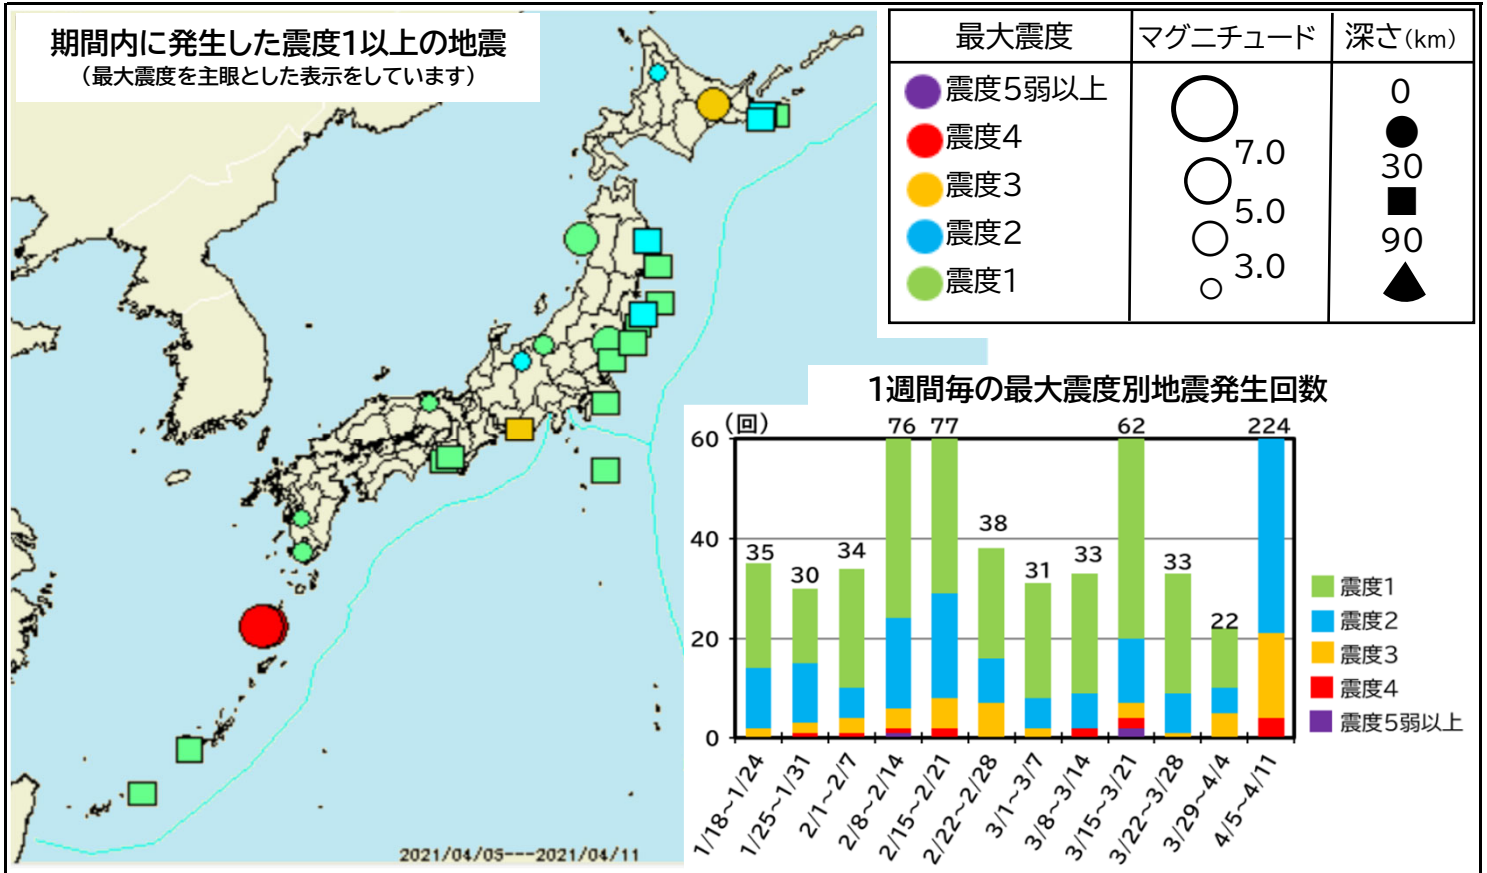 期間内に発生した震度1以上の地震
（最大震度を主眼とした表示をしています）
2021/04/05---2021/04/11
最大震度 マグニチュード 深さ(km)
震度5弱以上
震度4
震度3
震度2
震度1
7.0
5.0
3.0
0
30
90
1週間毎の最大震度別地震発生回数
(回)
60
40
20
0
35
30
34
76
77
38
31
33
62
33
22
224
1/18~1/24
1/25~1/31
2/1~2/7
2/8~2/14
2/15~2/21
2/22~2/28
3/1~3/7
3/8~3/14
3/15~3/21
3/22~3/28
3/29~4/4
4/5~4/11
震度1
震度2
震度3
震度4
震度5弱以上